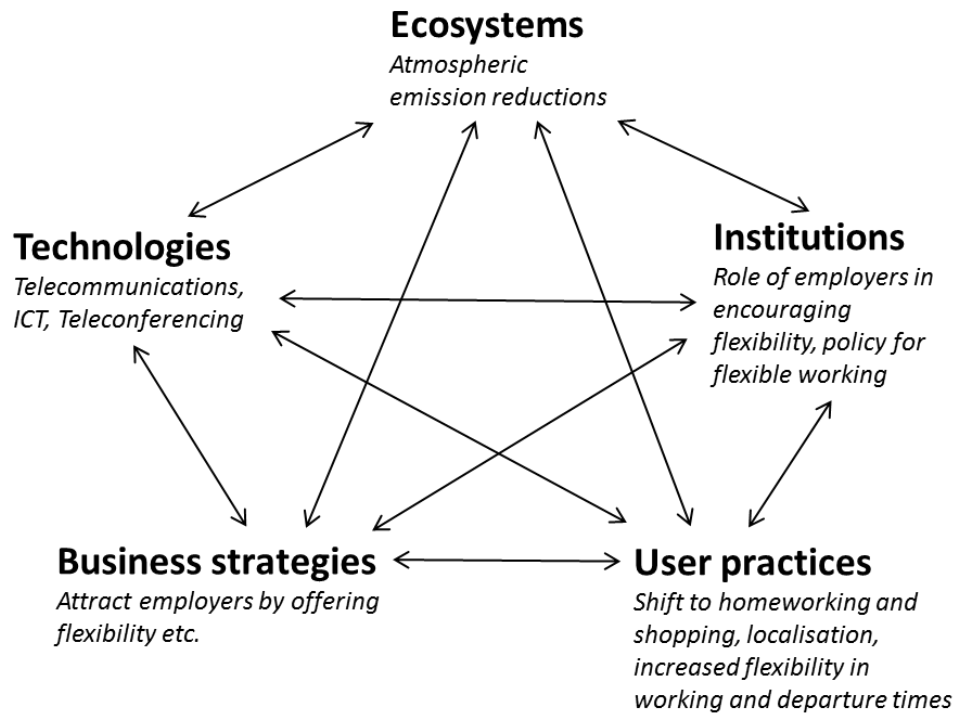 Ecosystems
Atmospheric
emission reductions
Technologies
Telecommunications,
ICT, Teleconferencing
Institutions
Role of employers in
encouraging
flexibility, policy for
flexible working
Business strategies
Attract employers by offering
flexibility etc.
User practices
Shift to homeworking and
shopping, localisation,
increased flexibility in
working and departure times